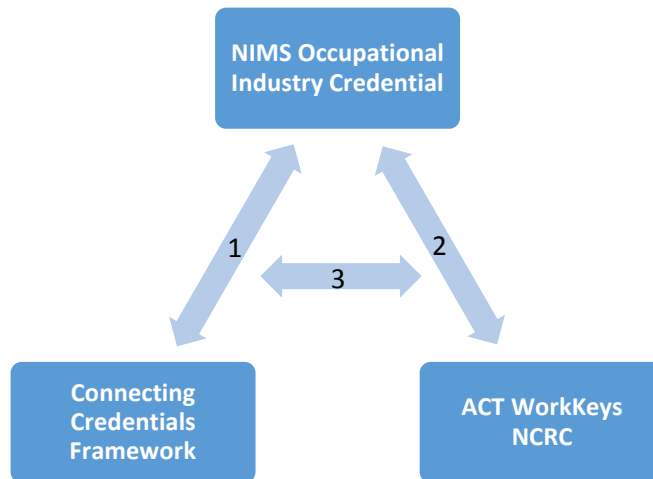 NIMS Occupational
Industry Credential
1
2
3
Connecting
Credentials
Framework
ACT WorkKeys
NCRC